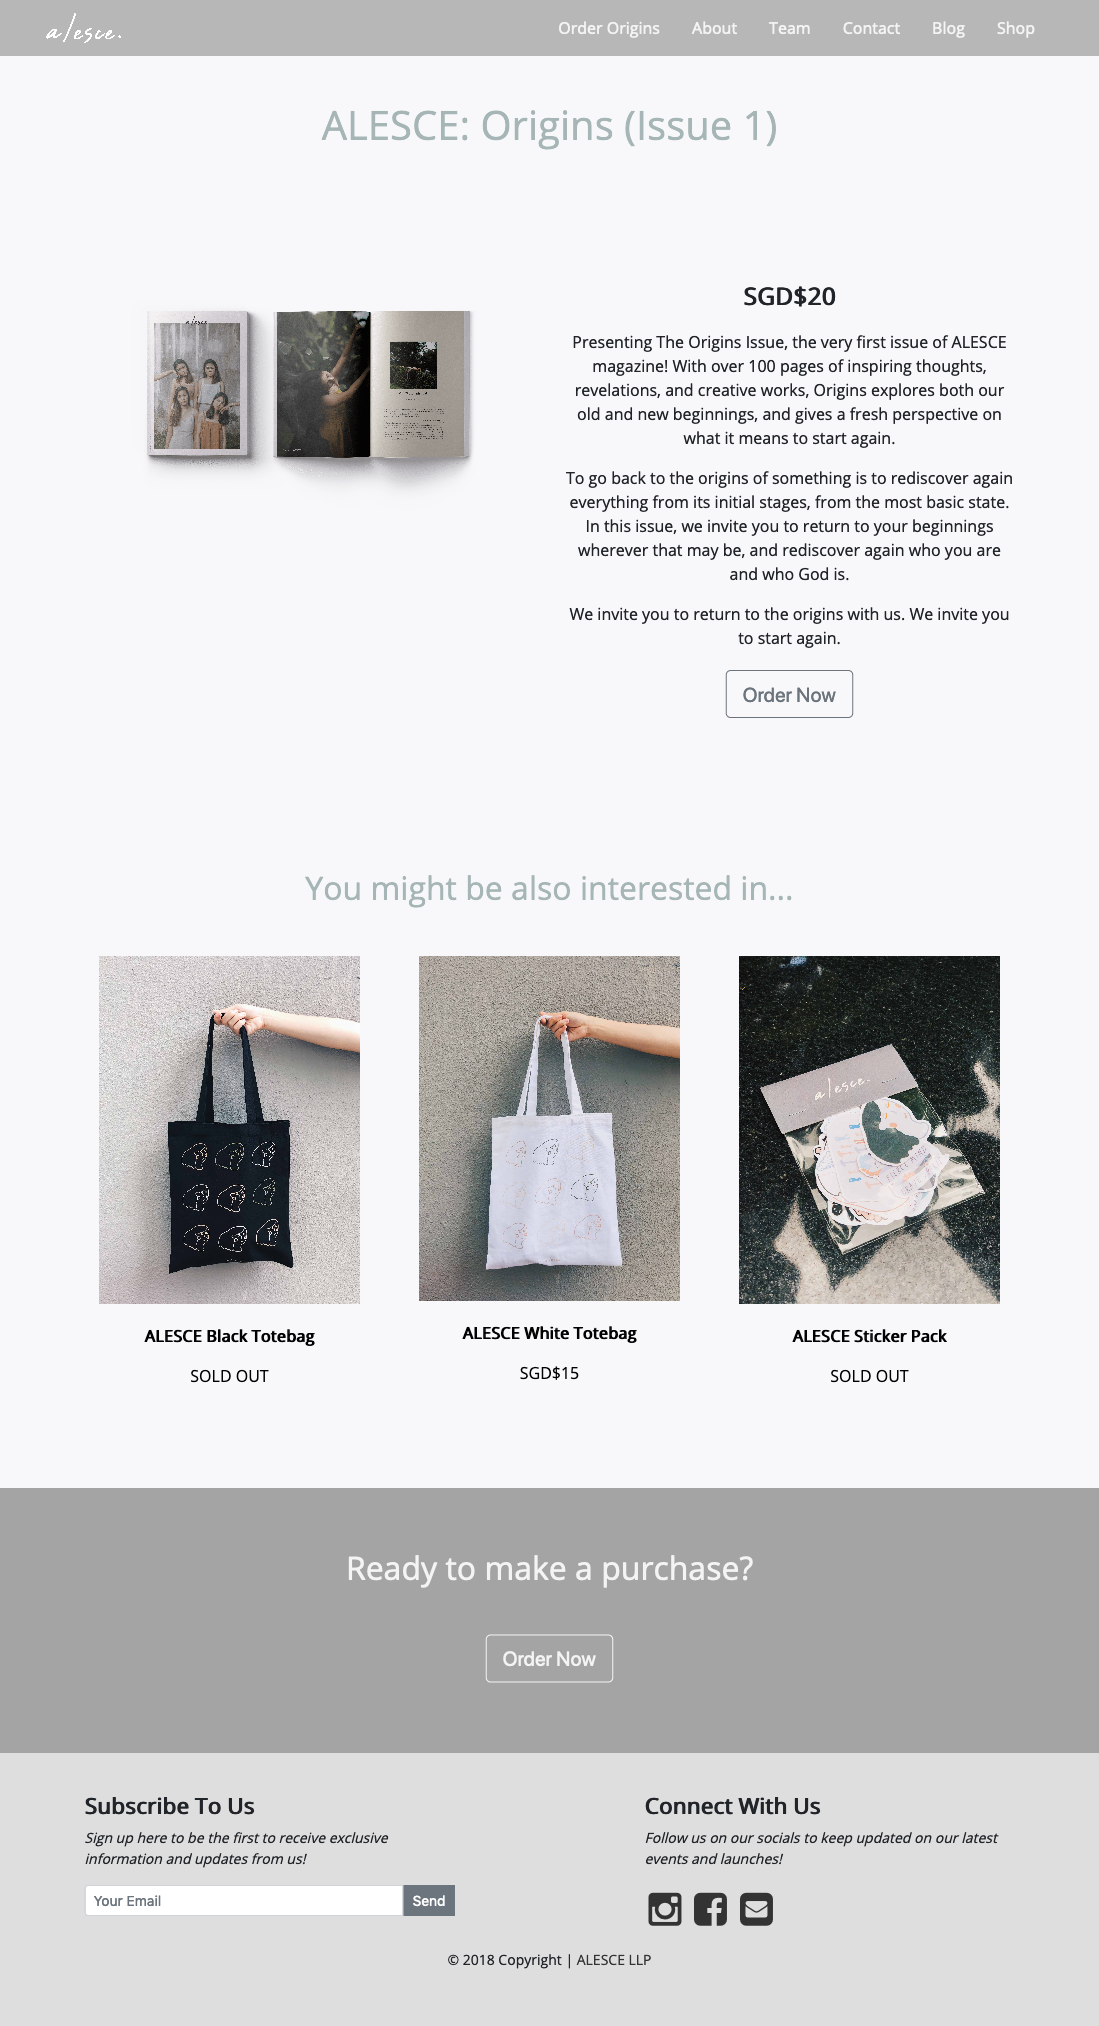 alesce.
Order Origins
About
Team
Contact
Blog
Shop
ALESCE: Origins (Issue 1)
alesce
SGD$20
Presenting The Origins Issue, the very first issue of ALESCE
magazine! With over 100 pages of inspiring thoughts,
revelations, and creative works, Origins explores both our
old and new beginnings, and gives a fresh perspective on
what it means to start again.
To go back to the origins of something is to rediscover again
everything from its initial stages, from the most basic state.
In this issue, we invite you to return to your beginnings
wherever that may be, and rediscover again who you are
and who God is.
We invite you to return to the origins with us. We invite you
to start again.
Order Now
You might be also interested in...
alesce.
ALESCE Black Totebag
ALESCE White Totebag
ALESCE Sticker Pack
SOLD OUT
SGD$15
SOLD OUT
Ready to make a purchase?
Order Now
Subscribe To Us
Sign up here to be the first to receive exclusive
information and updates from us!
Your Email
Send
Connect With Us
Follow us on our socials to keep updated on our latest
events and launches!
© 2018 Copyright | ALESCE LLP